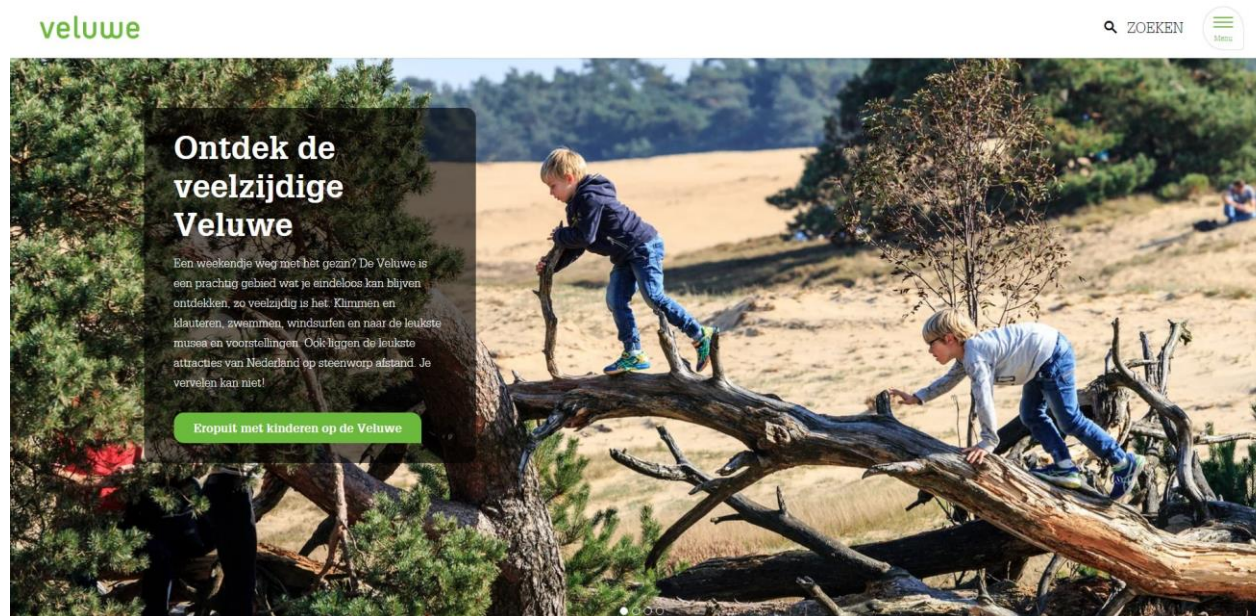 veluwe
ZOEKEN
Menu
Ontdek de
veelzijdige
Veluwe
Een weekendje weg met het gezin? De Veluwe is
een prachtig gebied wat je eindeloos kan blijven
ontdekken, zo veelzijdig is het. Klimmen en
klauteren, zwemmen, windsurfen en naar de leukste
musea en voorstellingen. Ook liggen de leukste
attracties van Nederland op steenworp afstand. Je
vervelen kan niet!
Eropuit met kinderen op de Veluwe